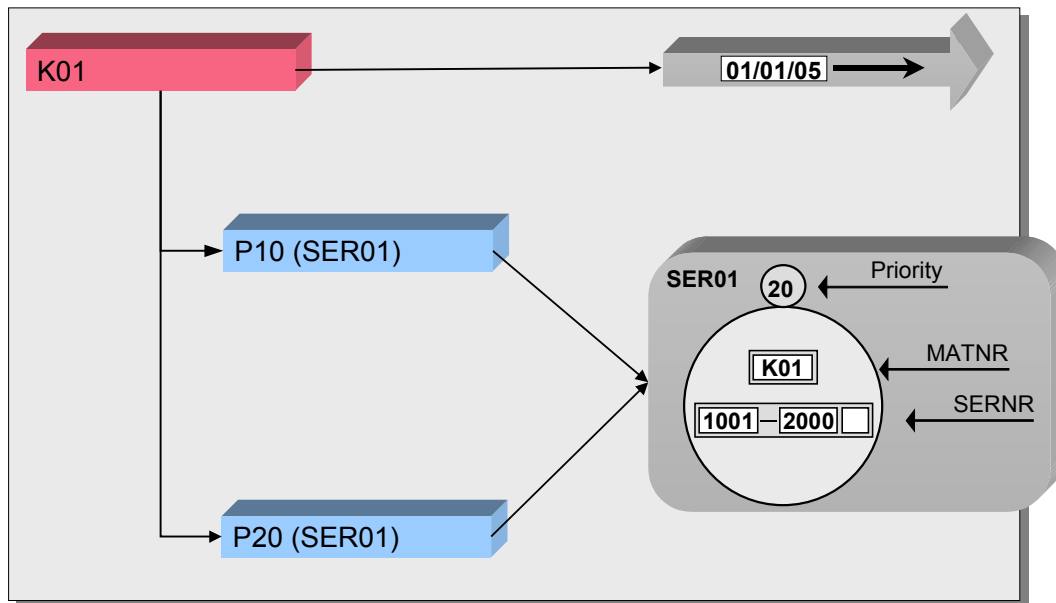 K01
01/01/05
P10 (SER01)
SER01
20
Priority
K01
MATNR
1001
2000
SERNR
P20 (SER01)